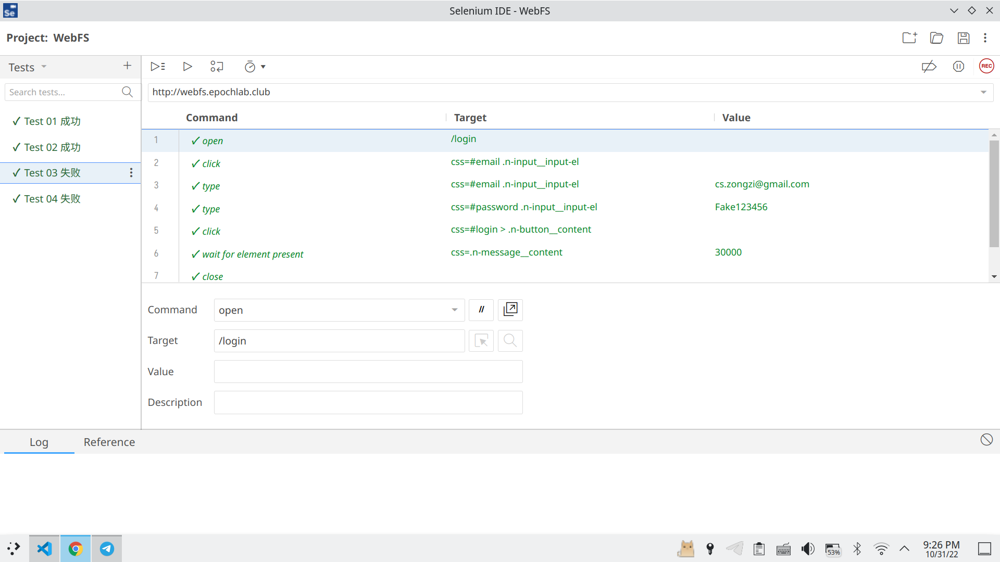 Se
Selenium IDE - WebFS
Project: WebFS
Tests
Search tests...
✓ Test 01 成功
✓ Test 02 成功
✓ Test 03 失败
✓ Test 04 失败
REC
http://webfs.epochlab.club
Command Target Value
1 ✓ open /login
2 ✓ click css=#email .n-input__input-el
3 ✓ type css=#email .n-input__input-el cs.zongzi@gmail.com
4 ✓ type css=#password .n-input__input-el Fake123456
5 ✓ click css=#login > .n-button__content
6 ✓ wait for element present css=.n-message__content 30000
7 ✓ close
Command open //
Target /login
Value
Description
Log Reference
53%
9:26 PM
10/31/22